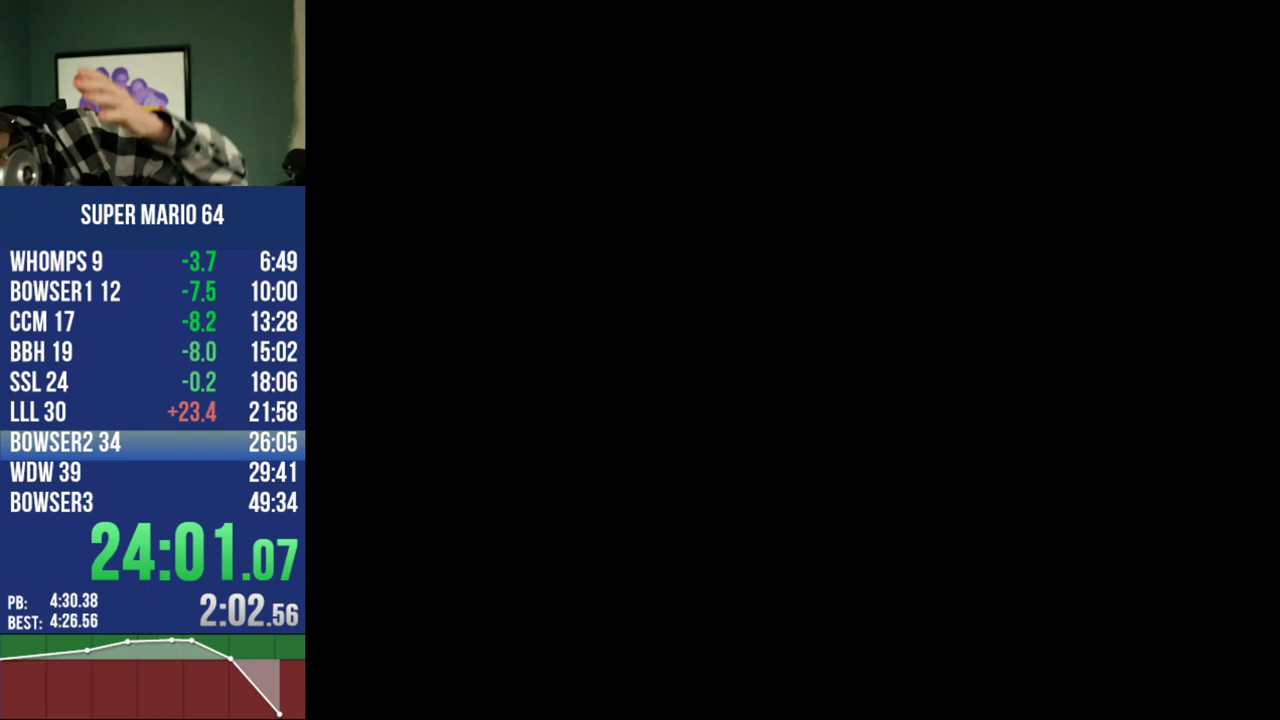 SUPER MARIO 64
WHOMPS 9 -3.7 6:49
BOWSER1 12 -7.5 10:00
CCM 17 -8.2 13:28
BBH 19 -8.0 15:02
SSL 24 -0.2 18:06
LLL 30 +23.4 21:58
BOWSER2 34 26:05
WDW 39 29:41
BOWSER3 49:34
24:01.07
PB: 4:30.38 2:02.56
BEST: 4:26.56